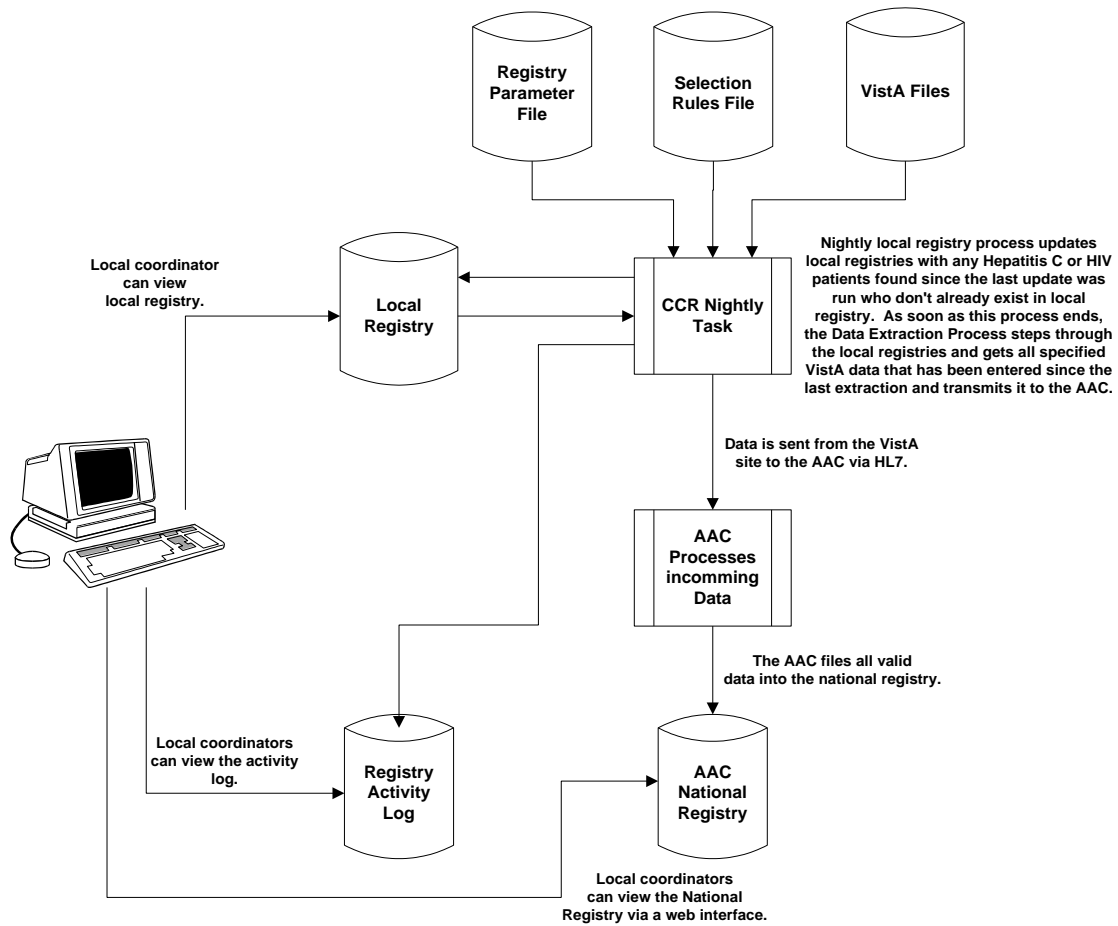 Registry
Parameter
File
Selection
Rules File
VistA Files
Local coordinator
can view
local registry.
Local
Registry
CCR Nightly
Task
Nightly local registry process updates
local registries with any Hepatitis C or HIV
patients found since the last update was
run who don't already exist in local
registry.  As soon as this process ends,
the Data Extraction Process steps through
the local registries and gets all specified
VistA data that has been entered since the
last extraction and transmits it to the AAC.
Data is sent from the VistA
site to the AAC via HL7.
AAC
Processes
incomming
Data
The AAC files all valid
data into the national registry.
Local coordinators
can view the activity
log.
Registry
Activity
Log
AAC
National
Registry
Local coordinators
can view the National
Registry via a web interface.